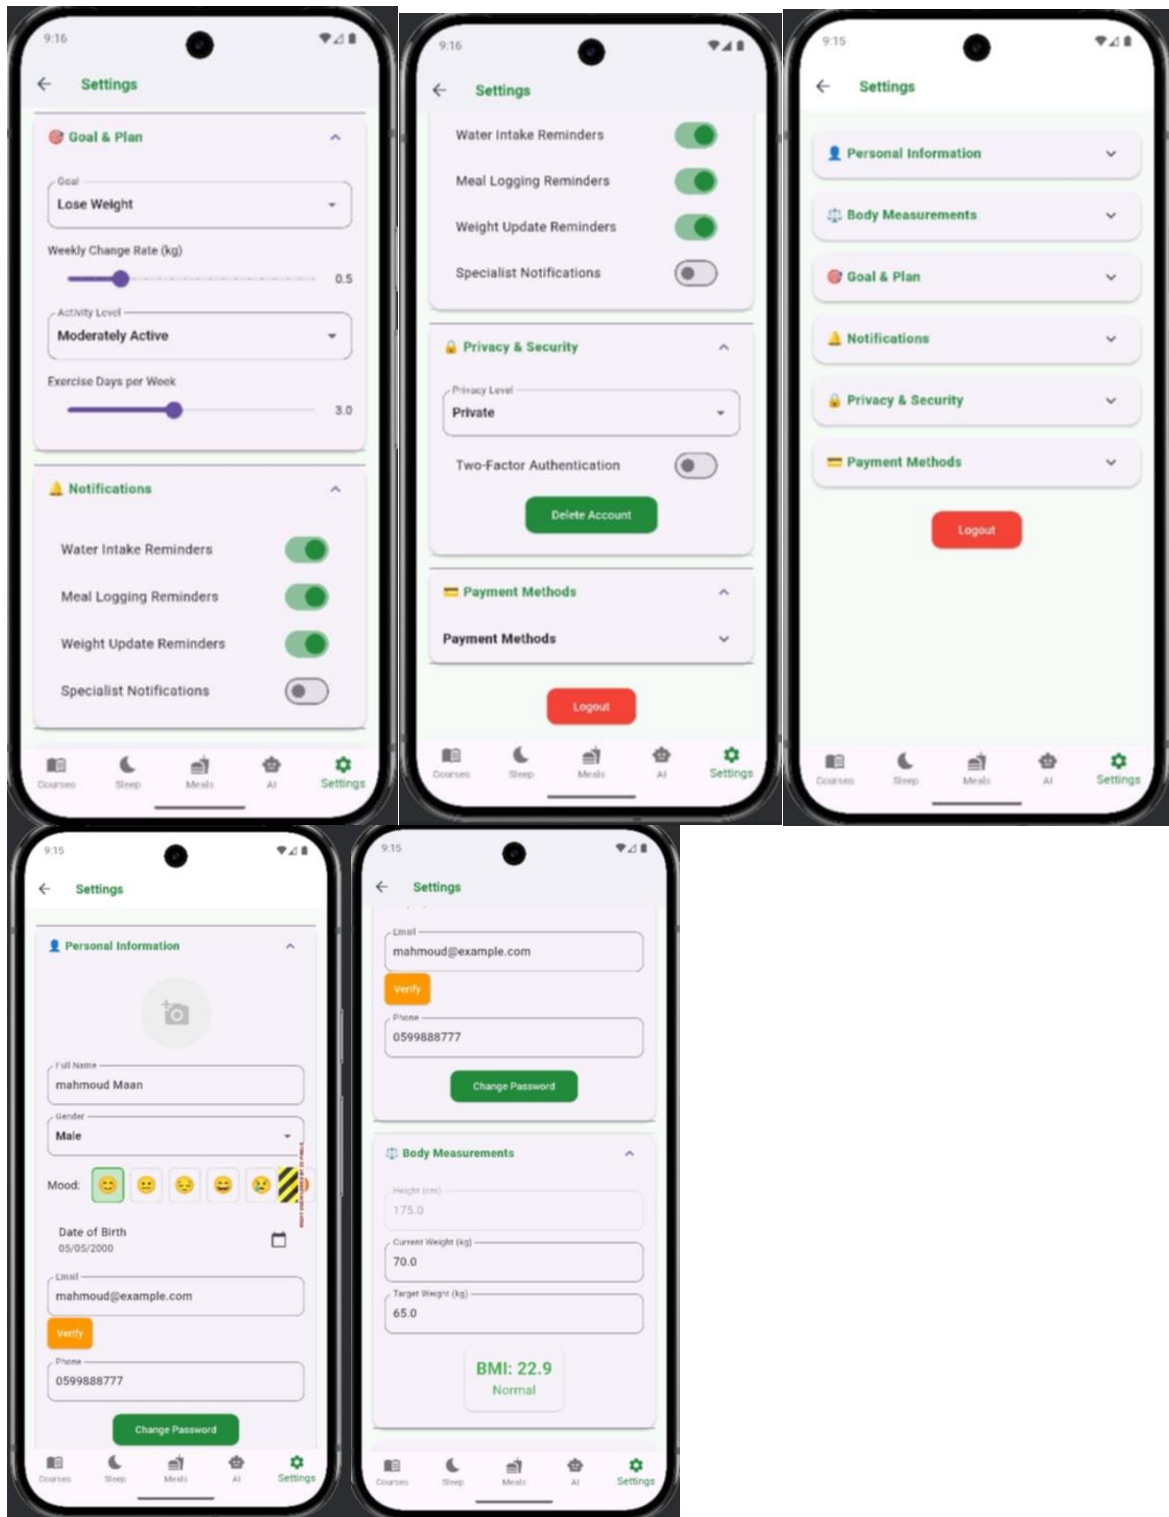 9:16
Settings
Goal & Plan
Goal
Lose Weight
Weekly Change Rate (kg)
0.5
Activity Level
Moderately Active
Exercise Days per Week
3.0
Notifications
Water Intake Reminders
Meal Logging Reminders
Weight Update Reminders
Specialist Notifications
Courses Sleep Meals AI Settings
9:16
Settings
Water Intake Reminders
Meal Logging Reminders
Weight Update Reminders
Specialist Notifications
Privacy & Security
Privacy Level
Private
Two-Factor Authentication
Delete Account
Payment Methods
Payment Methods
Logout
Courses Sleep Meals AI Settings
9:15
Settings
Personal Information
Body Measurements
Goal & Plan
Notifications
Privacy & Security
Payment Methods
Logout
Courses Sleep Meals AI Settings
9:15
Settings
Personal Information
Full Name
mahmoud Maan
Gender
Male
Mood:
Date of Birth
05/05/2000
Email
mahmoud@example.com
Verify
Phone
0599888777
Change Password
Courses Sleep Meals AI Settings
9:15
Settings
Email
mahmoud@example.com
Verify
Phone
0599888777
Change Password
Body Measurements
Height (cm)
175.0
Current Weight (kg)
70.0
Target Weight (kg)
65.0
BMI: 22.9
Normal
Courses Sleep Meals AI Settings